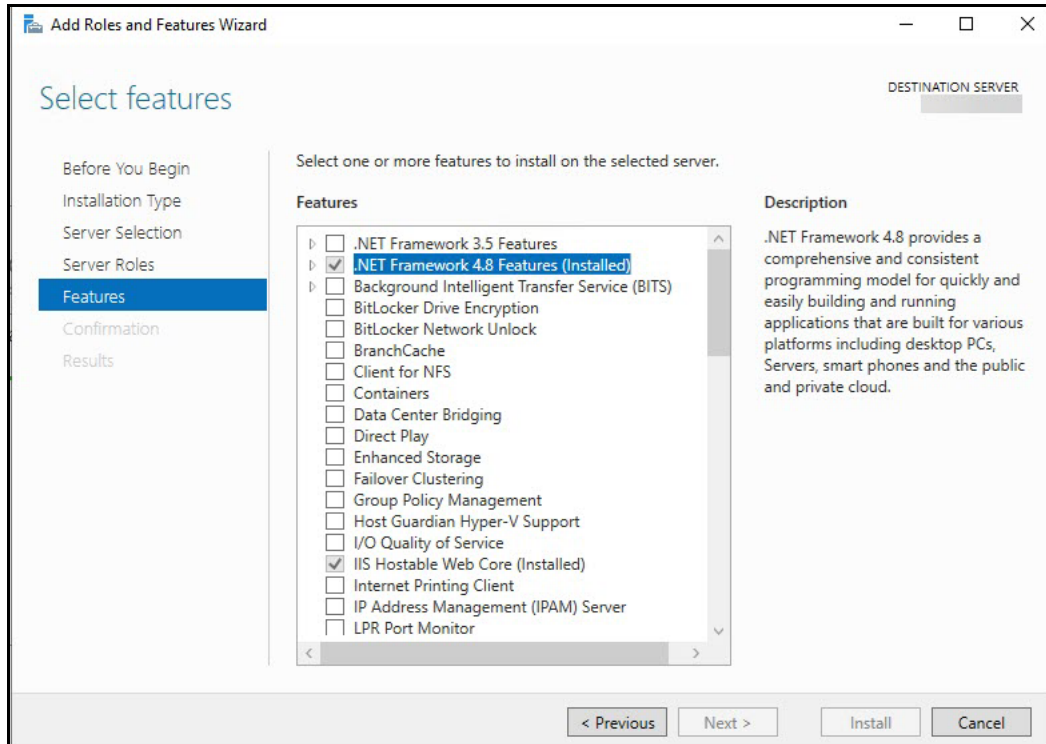 Add Roles and Features Wizard
Select features
DESTINATION SERVER
Before You Begin
Installation Type
Server Selection
Server Roles
Features
Confirmation
Results
Select one or more features to install on the selected server.
Features
.NET Framework 3.5 Features
.NET Framework 4.8 Features (Installed)
Background Intelligent Transfer Service (BITS)
BitLocker Drive Encryption
BitLocker Network Unlock
BranchCache
Client for NFS
Containers
Data Center Bridging
Direct Play
Enhanced Storage
Failover Clustering
Group Policy Management
Host Guardian Hyper-V Support
I/O Quality of Service
IIS Hostable Web Core (Installed)
Internet Printing Client
IP Address Management (IPAM) Server
LPR Port Monitor
Description
.NET Framework 4.8 provides a
comprehensive and consistent
programming model for quickly and
easily building and running
applications that are built for various
platforms including desktop PCs,
Servers, smart phones and the public
and private cloud.
< Previous
Next >
Install
Cancel